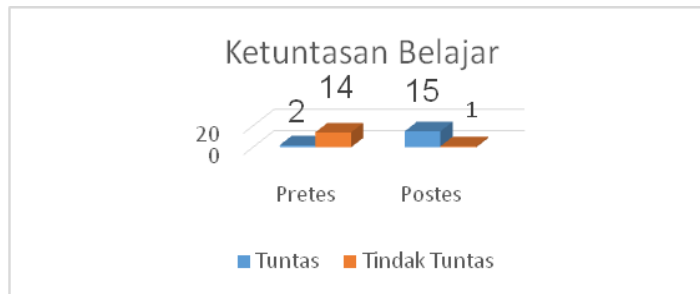 Ketuntasan Belajar
2 14 15 1
20
0
Pretes Postes
Tuntas Tindak Tuntas